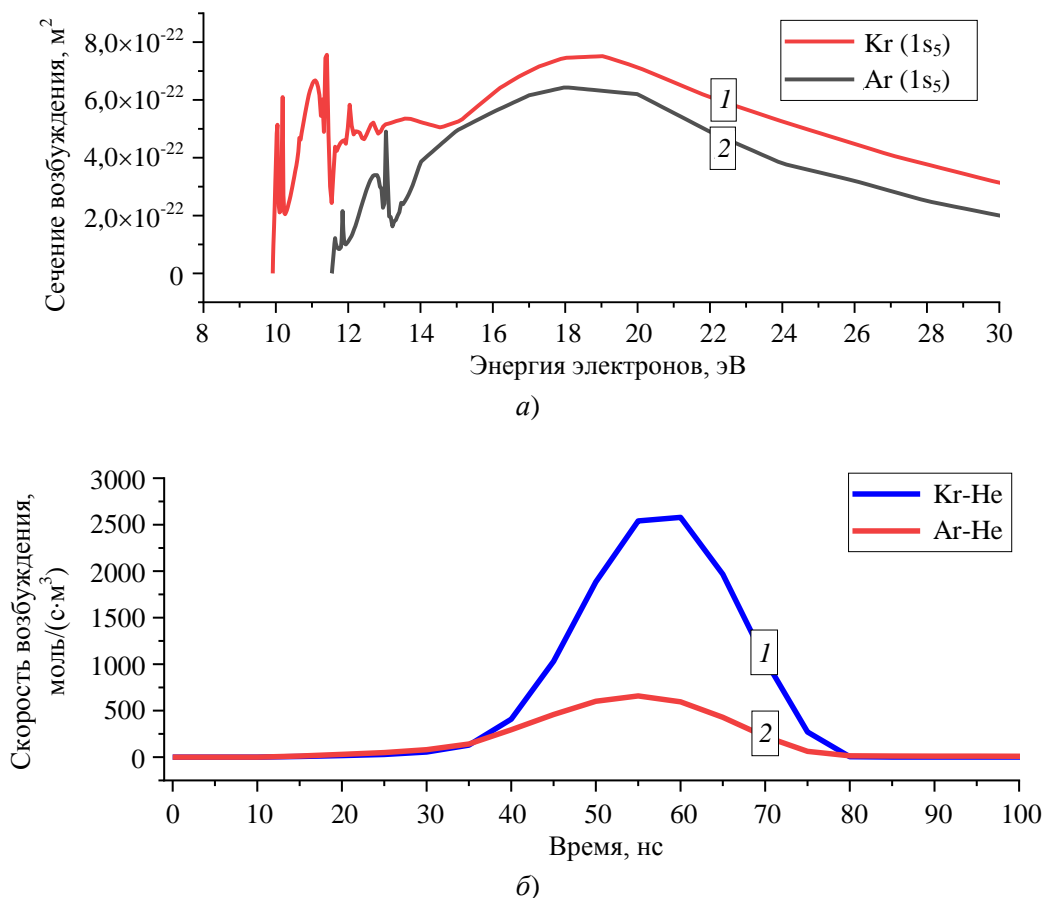 Сечение возбуждения, м²
8,0×10⁻²²
6,0×10⁻²²
4,0×10⁻²²
2,0×10⁻²²
0
Kr (1s₅)
Ar (1s₅)
1
2
8 10 12 14 16 18 20 22 24 26 28 30
Энергия электронов, эВ
а)
Скорость возбуждения,
моль/(с·м³)
3000
2500
2000
1500
1000
500
0
Kr-He
Ar-He
1
2
0 10 20 30 40 50 60 70 80 90 100
Время, нс
б)